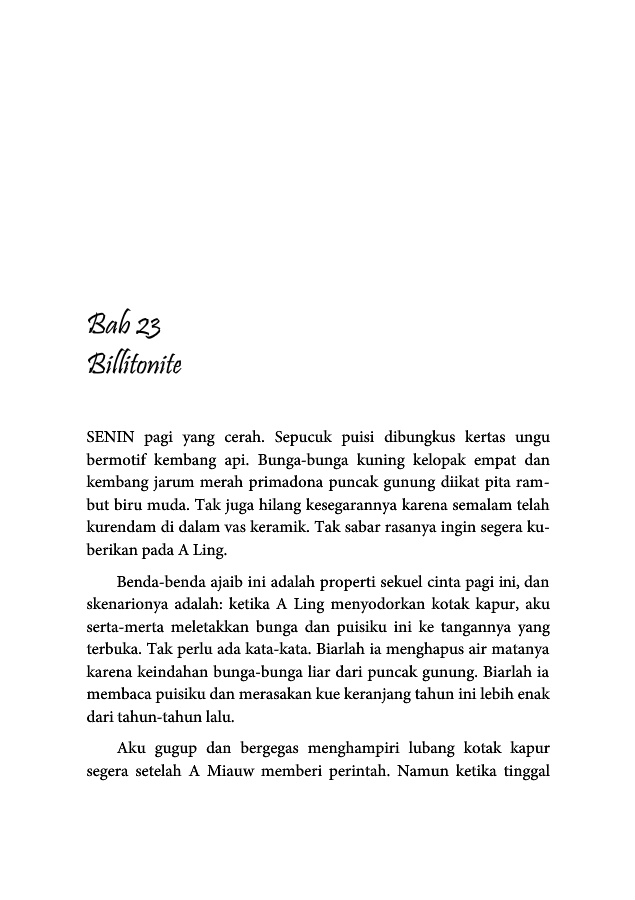 Bab 23
Billitonite
SENIN pagi yang cerah. Sepucuk puisi dibungkus kertas ungu
bermotif kembang api. Bunga-bunga kuning kelopak empat dan
kembang jarum merah primadona puncak gunung diikat pita ram-
but biru muda. Tak juga hilang kesegarannya karena semalam telah
kurendam di dalam vas keramik. Tak sabar rasanya ingin segera ku-
berikan pada A Ling.
Benda-benda ajaib ini adalah properti sekuel cinta pagi ini, dan
skenarionya adalah: ketika A Ling menyodorkan kotak kapur, aku
serta-merta meletakkan bunga dan puisiku ini ke tangannya yang
terbuka. Tak perlu ada kata-kata. Biarlah ia menghapus air matanya
karena keindahan bunga-bunga liar dari puncak gunung. Biarlah ia
membaca puisiku dan merasakan kue keranjang tahun ini lebih enak
dari tahun-tahun lalu.
Aku gugup dan bergegas menghampiri lubang kotak kapur
segera setelah A Miauw memberi perintah. Namun ketika tinggal